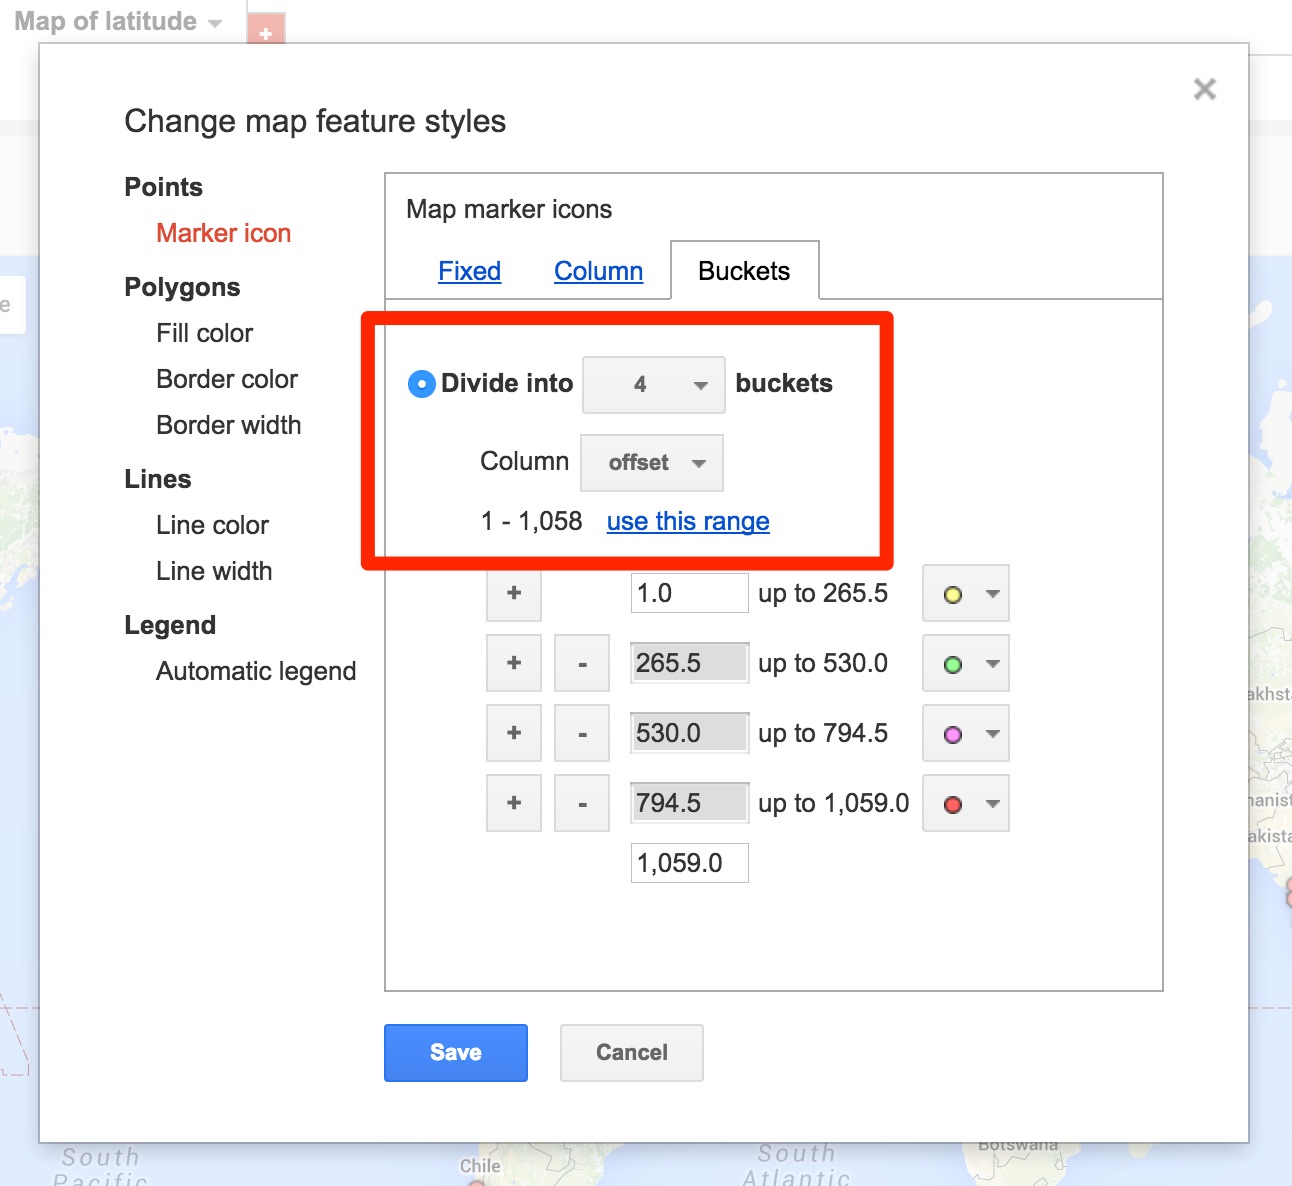 Map of latitude
+
Change map feature styles
Points
Marker icon
Polygons
Fill color
Border color
Border width
Lines
Line color
Line width
Legend
Automatic legend
Map marker icons
Fixed Column Buckets
Divide into 4 buckets
Column offset
1 - 1,058 use this range
+ 1.0 up to 265.5
+ - 265.5 up to 530.0
+ - 530.0 up to 794.5
+ - 794.5 up to 1,059.0
1,059.0
Save Cancel
e
akhst
anist
akista
South
Pacific
Chile
South
Atlantic
Botswana